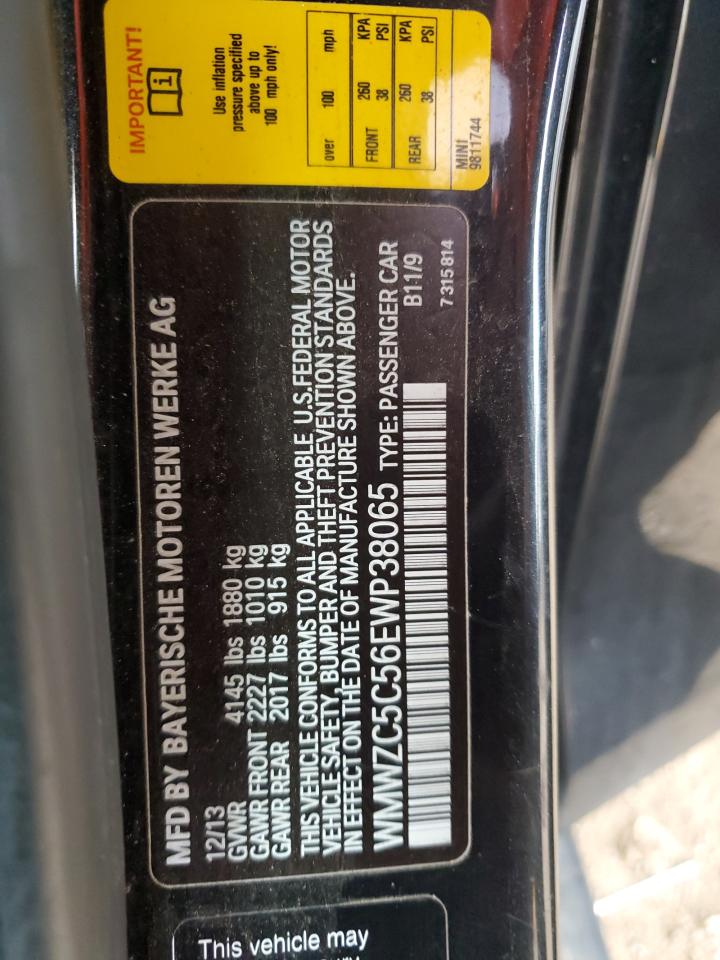 IMPORTANT!
Use inflation
pressure specified
above up to
100 mph only!
over 100 mph
KPA PSI
FRONT 260 38
KPA PSI
REAR 260 38
MINI
9811744
MFD BY BAYERISCHE MOTOREN WERKE AG
12/13
GVWR 4145 lbs 1880 kg
GAWR FRONT 2227 lbs 1010 kg
GAWR REAR 2017 lbs 915 kg
THIS VEHICLE CONFORMS TO ALL APPLICABLE U.S.FEDERAL MOTOR
VEHICLE SAFETY, BUMPER AND THEFT PREVENTION STANDARDS
IN EFFECT ON THE DATE OF MANUFACTURE SHOWN ABOVE.
WMWZC5C56EWP38065 TYPE: PASSENGER CAR
B11/9
7315814
This vehicle may